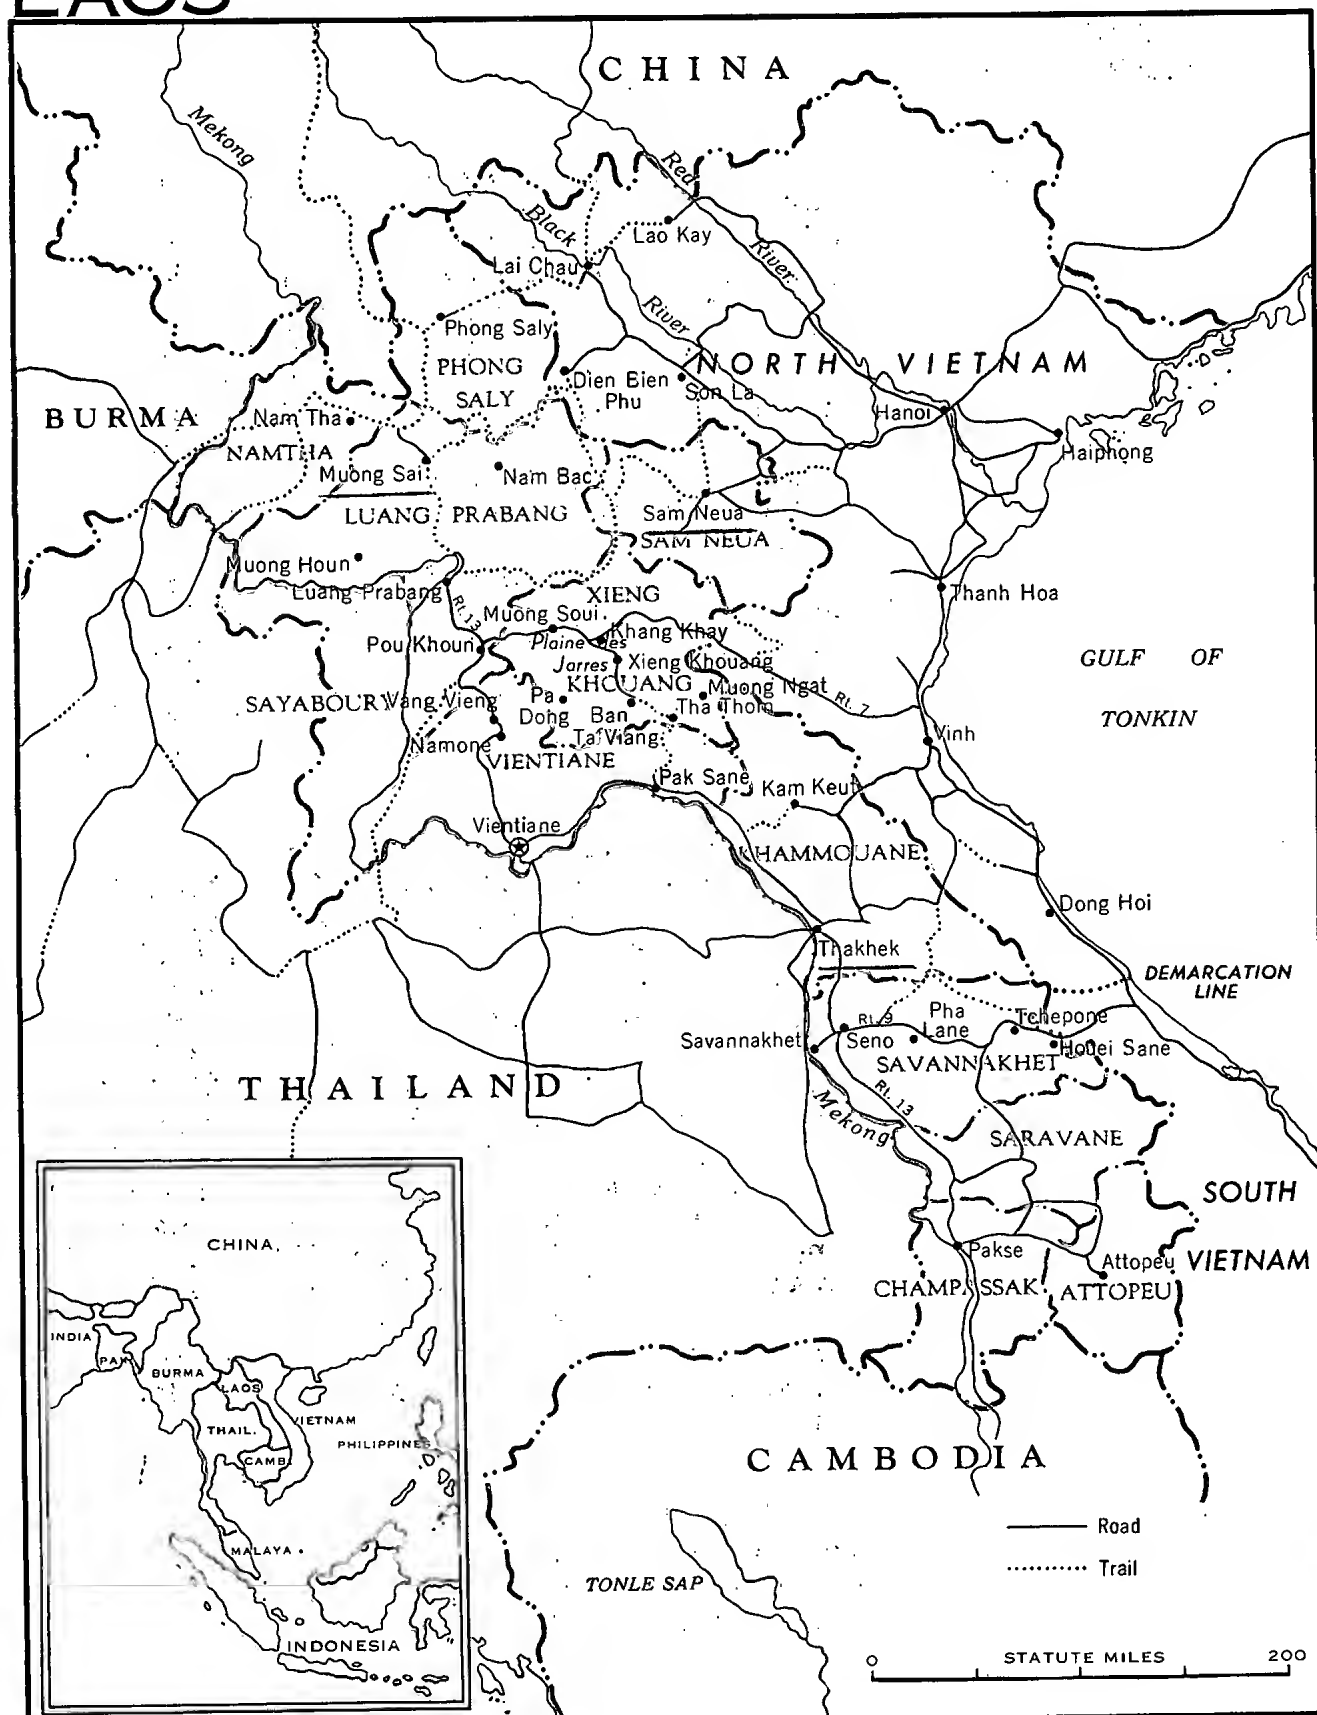 LAOS
CHINA
Mekong
Red
River
Black
River
Lao Kay
Lai Chau
Phong Saly
PHONG
SALY
NORTH VIETNAM
Dien Bien
Phu
Son La
Hanoi
Haiphong
BURMA
Nam Tha
NAMTHA
Muong Sai
Nam Bac
LUANG PRABANG
Sam Neua
SAM NEUA
Muong Houn
Luang Prabang
Rt. 13
XIENG
Thanh Hoa
Muong Soui
Khang Khay
Pou Khoun
Plaine des
Jarres
Xieng Khouang
KHOUANG
Muong Ngat
GULF OF
TONKIN
SAYABOURY
Vang Vieng
Pa
Dong
Ban
Ta Viang
Tha Thom
Rt. 7
Vinh
Namone
VIENTIANE
Pak Sane
Kam Keut
Vientiane
KHAMMOUANE
Dong Hoi
Thakhek
DEMARCATION
LINE
Pha
Lane
Tchepone
Rt. 9
Savannakhet
Seno
Houei Sane
SAVANNAKHET
THAILAND
Rt. 13
Mekong
SARAVANE
SOUTH
VIETNAM
Pakse
Attopeu
CHAMPASSAK
ATTOPEU
CAMBODIA
TONLE SAP
Road
Trail
0 STATUTE MILES 200
CHINA
INDIA
PAK
BURMA
LAOS
THAIL.
VIETNAM
PHILIPPINES
CAMB.
MALAYA
INDONESIA